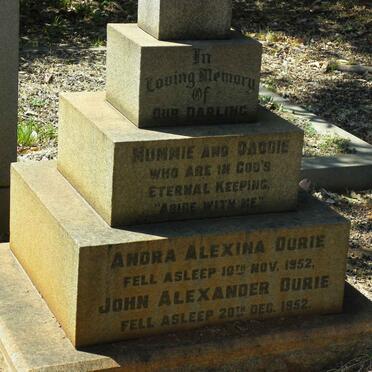 In
Loving Memory
Of
OUR DARLING
MUMMIE AND DADDIE
WHO ARE IN GOD'S
ETERNAL KEEPING,
"ABIDE WITH ME"
ANDRA ALEXINA DURIE
FELL ASLEEP 10TH NOV. 1952,
JOHN ALEXANDER DURIE
FELL ASLEEP 20TH DEC. 1952.